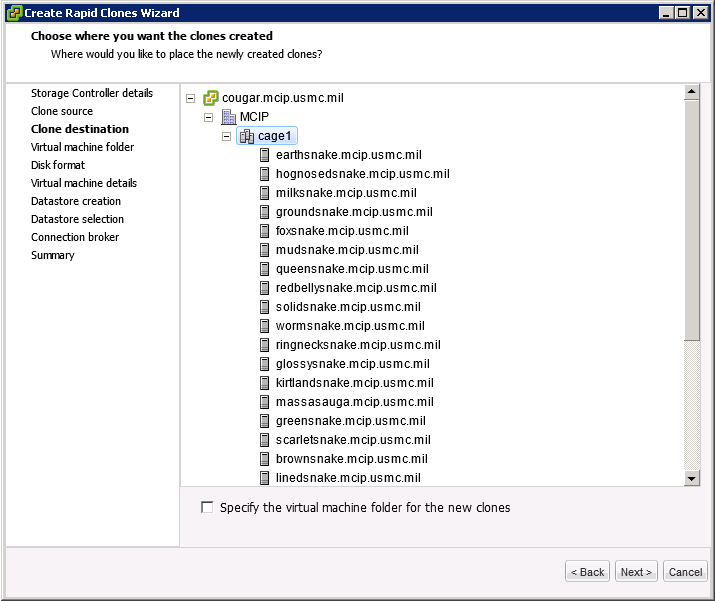 Create Rapid Clones Wizard
Choose where you want the clones created
Where would you like to place the newly created clones?
Storage Controller details
Clone source
Clone destination
Virtual machine folder
Disk format
Virtual machine details
Datastore creation
Datastore selection
Connection broker
Summary
cougar.mcip.usmc.mil
MCIP
cage1
earthsnake.mcip.usmc.mil
hognosedsnake.mcip.usmc.mil
milksnake.mcip.usmc.mil
groundsnake.mcip.usmc.mil
foxsnake.mcip.usmc.mil
mudsnake.mcip.usmc.mil
queensnake.mcip.usmc.mil
redbellysnake.mcip.usmc.mil
solidsnake.mcip.usmc.mil
wormsnake.mcip.usmc.mil
ringnecksnake.mcip.usmc.mil
glossysnake.mcip.usmc.mil
kirtlandsnake.mcip.usmc.mil
massasauga.mcip.usmc.mil
greensnake.mcip.usmc.mil
scarletsnake.mcip.usmc.mil
brownsnake.mcip.usmc.mil
linedsnake.mcip.usmc.mil
Specify the virtual machine folder for the new clones
< Back Next > Cancel